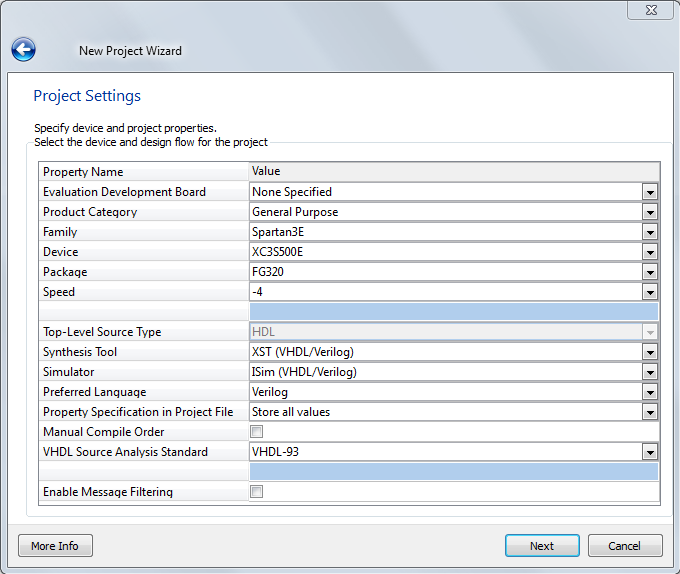 New Project Wizard
Project Settings
Specify device and project properties.
Select the device and design flow for the project
Property Name Value
Evaluation Development Board None Specified
Product Category General Purpose
Family Spartan3E
Device XC3S500E
Package FG320
Speed -4
Top-Level Source Type HDL
Synthesis Tool XST (VHDL/Verilog)
Simulator ISim (VHDL/Verilog)
Preferred Language Verilog
Property Specification in Project File Store all values
Manual Compile Order
VHDL Source Analysis Standard VHDL-93
Enable Message Filtering
More Info Next Cancel